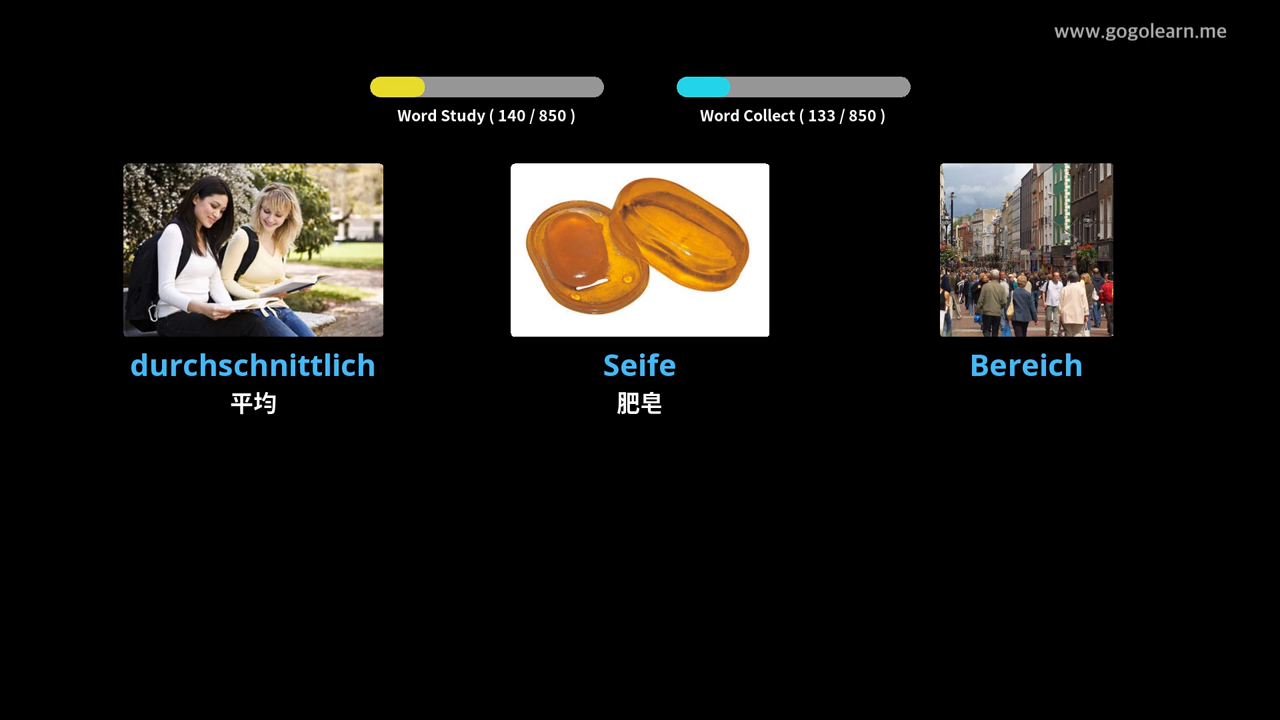 www.gogolearn.me
Word Study ( 140 / 850 )
Word Collect ( 133 / 850 )
durchschnittlich
平均
Seife
肥皂
Bereich